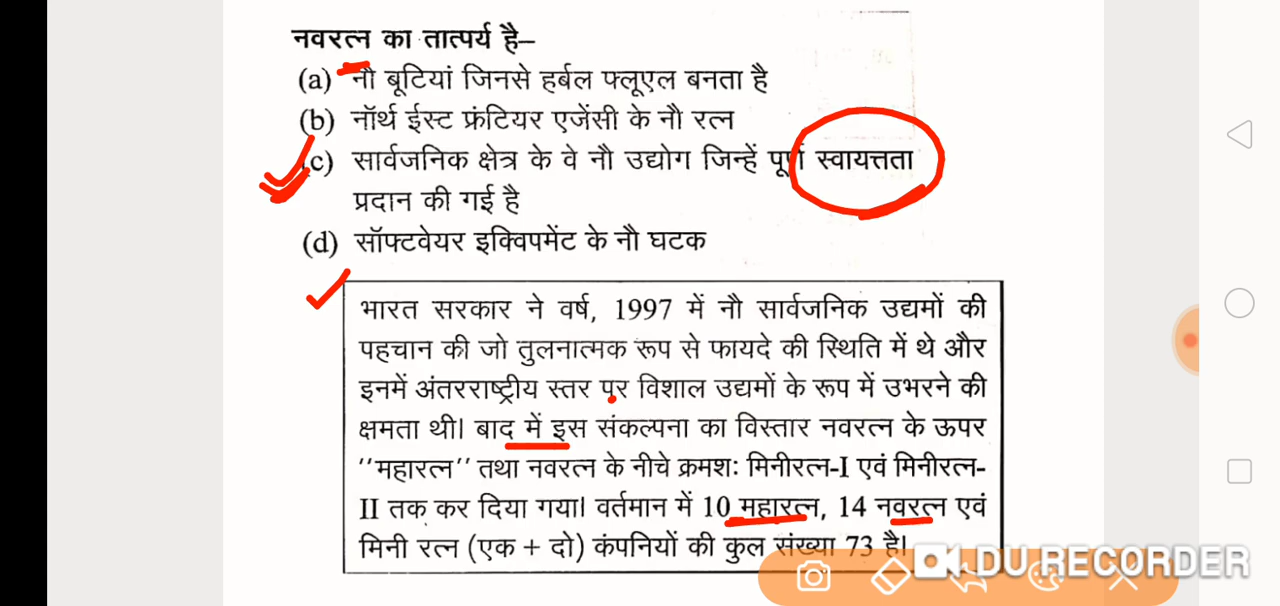 नवरत्न का तात्पर्य है–
(a) नौ बूटियां जिनसे हर्बल फ्लूएल बनता है
(b) नॉर्थ ईस्ट फ्रंटियर एजेंसी के नौ रत्न
(c) सार्वजनिक क्षेत्र के वे नौ उद्योग जिन्हें पूर्ण स्वायत्तता
प्रदान की गई है
(d) सॉफ्टवेयर इक्विपमेंट के नौ घटक
भारत सरकार ने वर्ष, 1997 में नौ सार्वजनिक उद्यमों की
पहचान की जो तुलनात्मक रूप से फायदे की स्थिति में थे और
इनमें अंतरराष्ट्रीय स्तर पर विशाल उद्यमों के रूप में उभरने की
क्षमता थी। बाद में इस संकल्पना का विस्तार नवरत्न के ऊपर
''महारत्न'' तथा नवरत्न के नीचे क्रमशः मिनीरत्न-I एवं मिनीरत्न-
II तक कर दिया गया। वर्तमान में 10 महारत्न, 14 नवरत्न एवं
मिनी रत्न (एक + दो) कंपनियों की कुल संख्या 73 है।
DU RECORDER